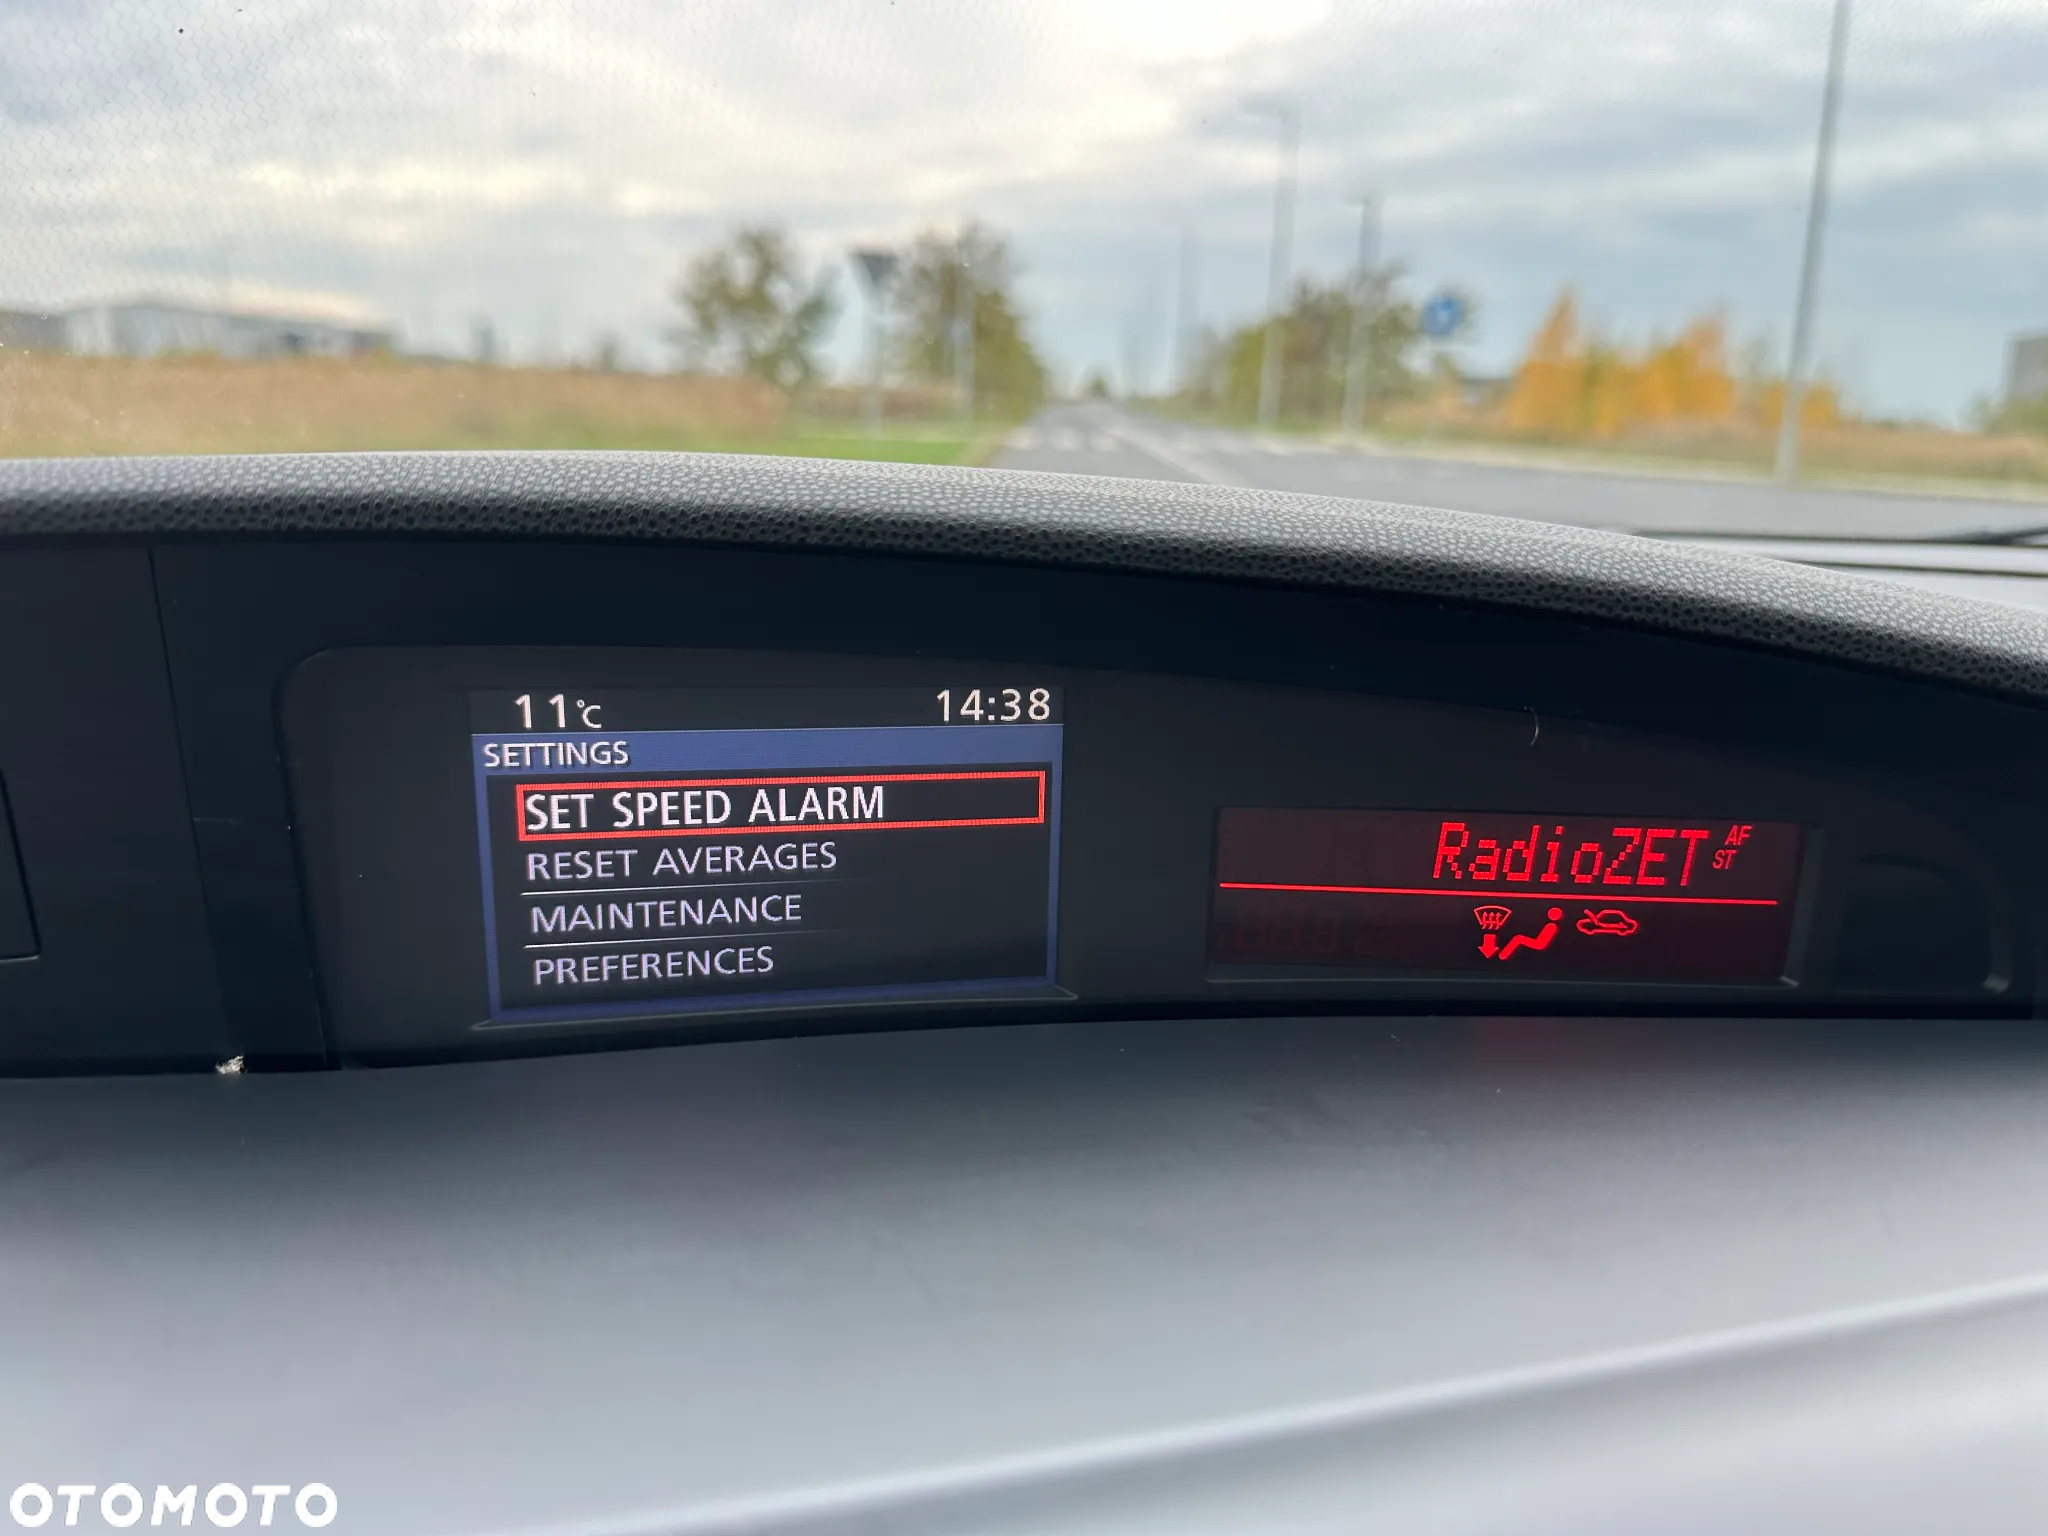 11°C 14:38
SETTINGS
SET SPEED ALARM
RESET AVERAGES
MAINTENANCE
PREFERENCES
RadioZET AF
ST
OTOMOTO